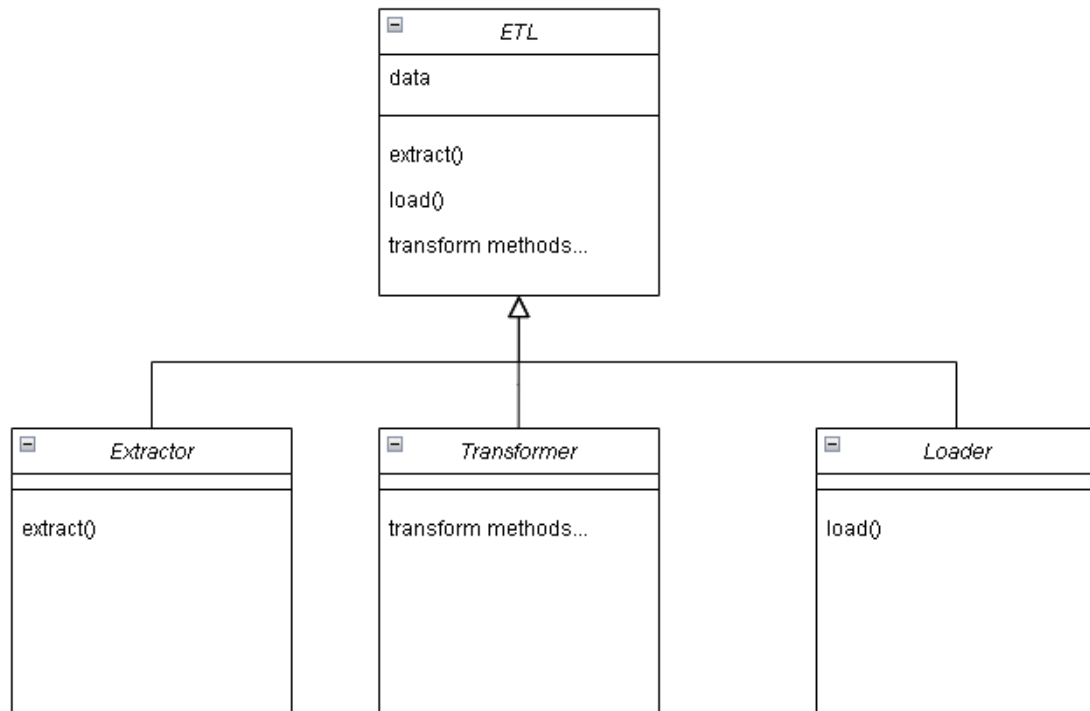 ETL
data
extract()
load()
transform methods...
Extractor
extract()
Transformer
transform methods...
Loader
load()